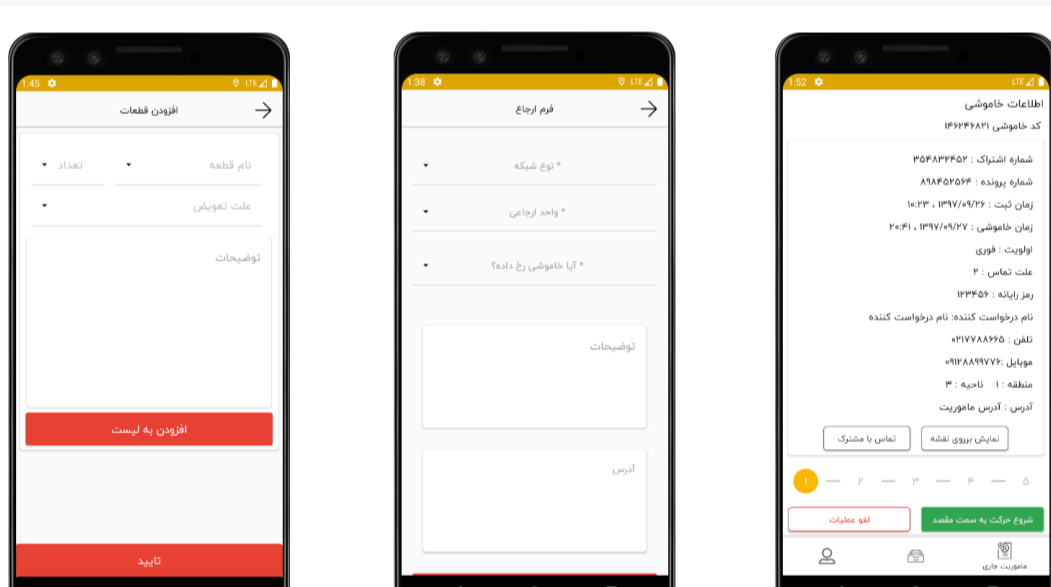 1:45
LTE
افزودن قطعات
نام قطعه
تعداد
علت تعویض
توضیحات
افزودن به لیست
تایید
1:38
LTE
فرم ارجاع
* نوع شبکه
* واحد ارجاعی
* آیا خاموشی رخ داده؟
توضیحات
آدرس
1:52
LTE
اطلاعات خاموشی
کد خاموشی ۱۴۶۲۴۶۸۲۱
شماره اشتراک : ۳۵۴۸۳۲۴۵۲
شماره پرونده : ۸۹۸۴۵۲۵۶۴
زمان ثبت : ۱۳۹۷/۰۹/۲۶ ، ۱۰:۲۳
زمان خاموشی : ۱۳۹۷/۰۹/۲۷ ، ۲۰:۴۱
اولویت : فوری
علت تماس : ۲
رمز رایانه : ۱۲۳۴۵۶
نام درخواست کننده: نام درخواست کننده
تلفن : ۰۲۱۷۷۸۸۶۶۵
موبایل :۰۹۱۲۸۸۹۹۷۷۶
منطقه : ۱ ناحیه : ۳
آدرس : آدرس ماموریت
نمایش برروی نقشه
تماس با مشترک
۱ — ۲ — ۳ — ۴ — ۵
شروع حرکت به سمت مقصد
لغو عملیات
ماموریت جاری